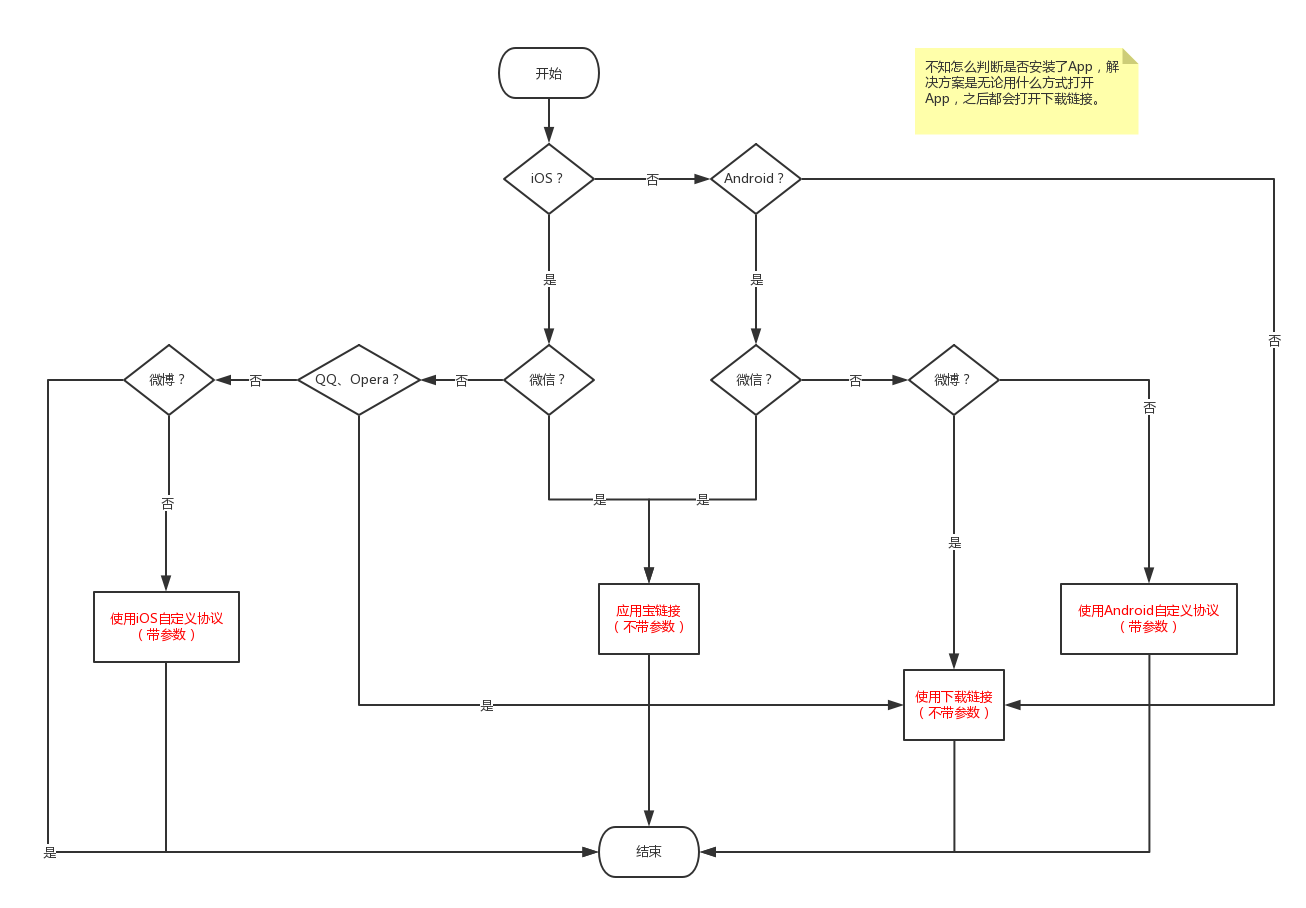 开始
不知怎么判断是否安装了App，解
决方案是无论用什么方式打开
App，之后都会打开下载链接。
iOS？
否
Android？
是
是
否
微博？
否
QQ、Opera？
否
微信？
微信？
否
微博？
否
否
是
是
是
使用iOS自定义协议
（带参数）
应用宝链接
（不带参数）
使用Android自定义协议
（带参数）
是
使用下载链接
（不带参数）
是
结束